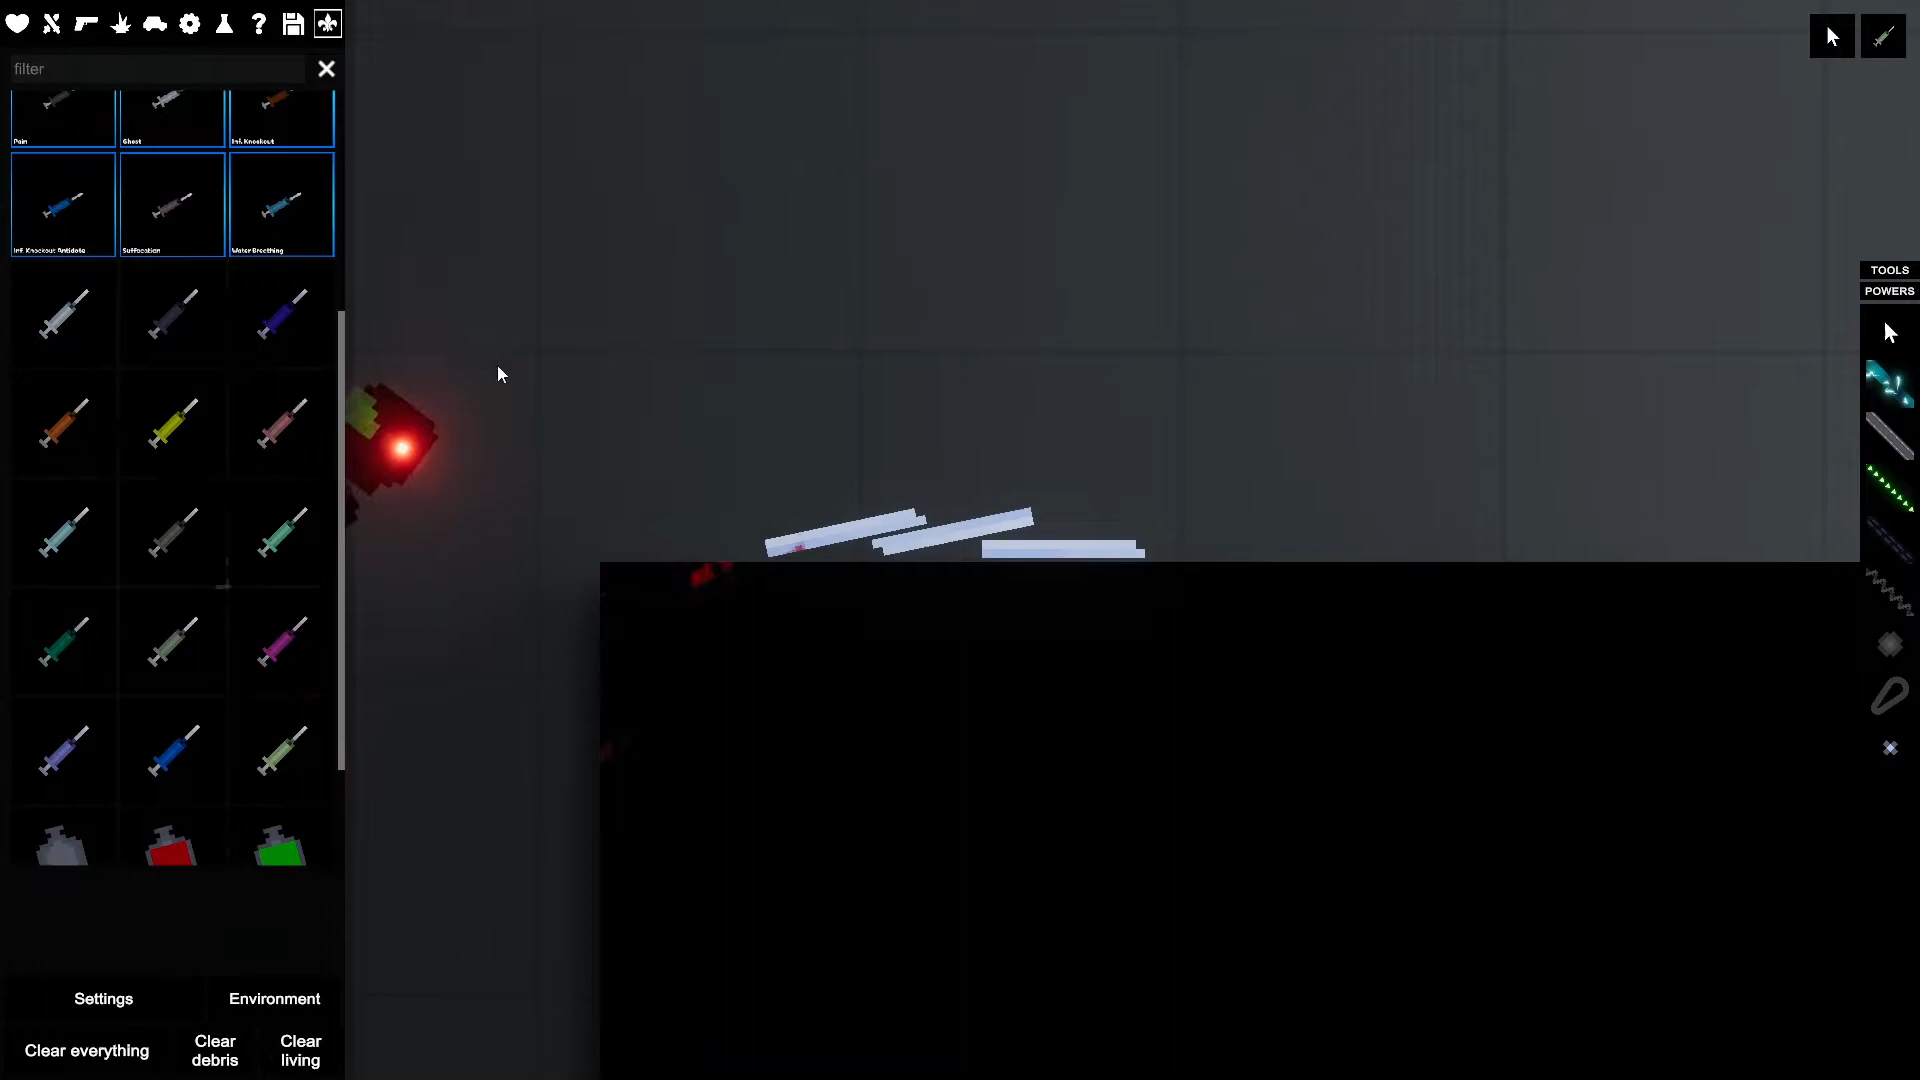 filter
Pain
Ghost
Inf. Knockout
Inf. Knockout Antidote
Suffocation
Water Breathing
TOOLS
POWERS
Settings
Environment
Clear everything
Clear debris
Clear living